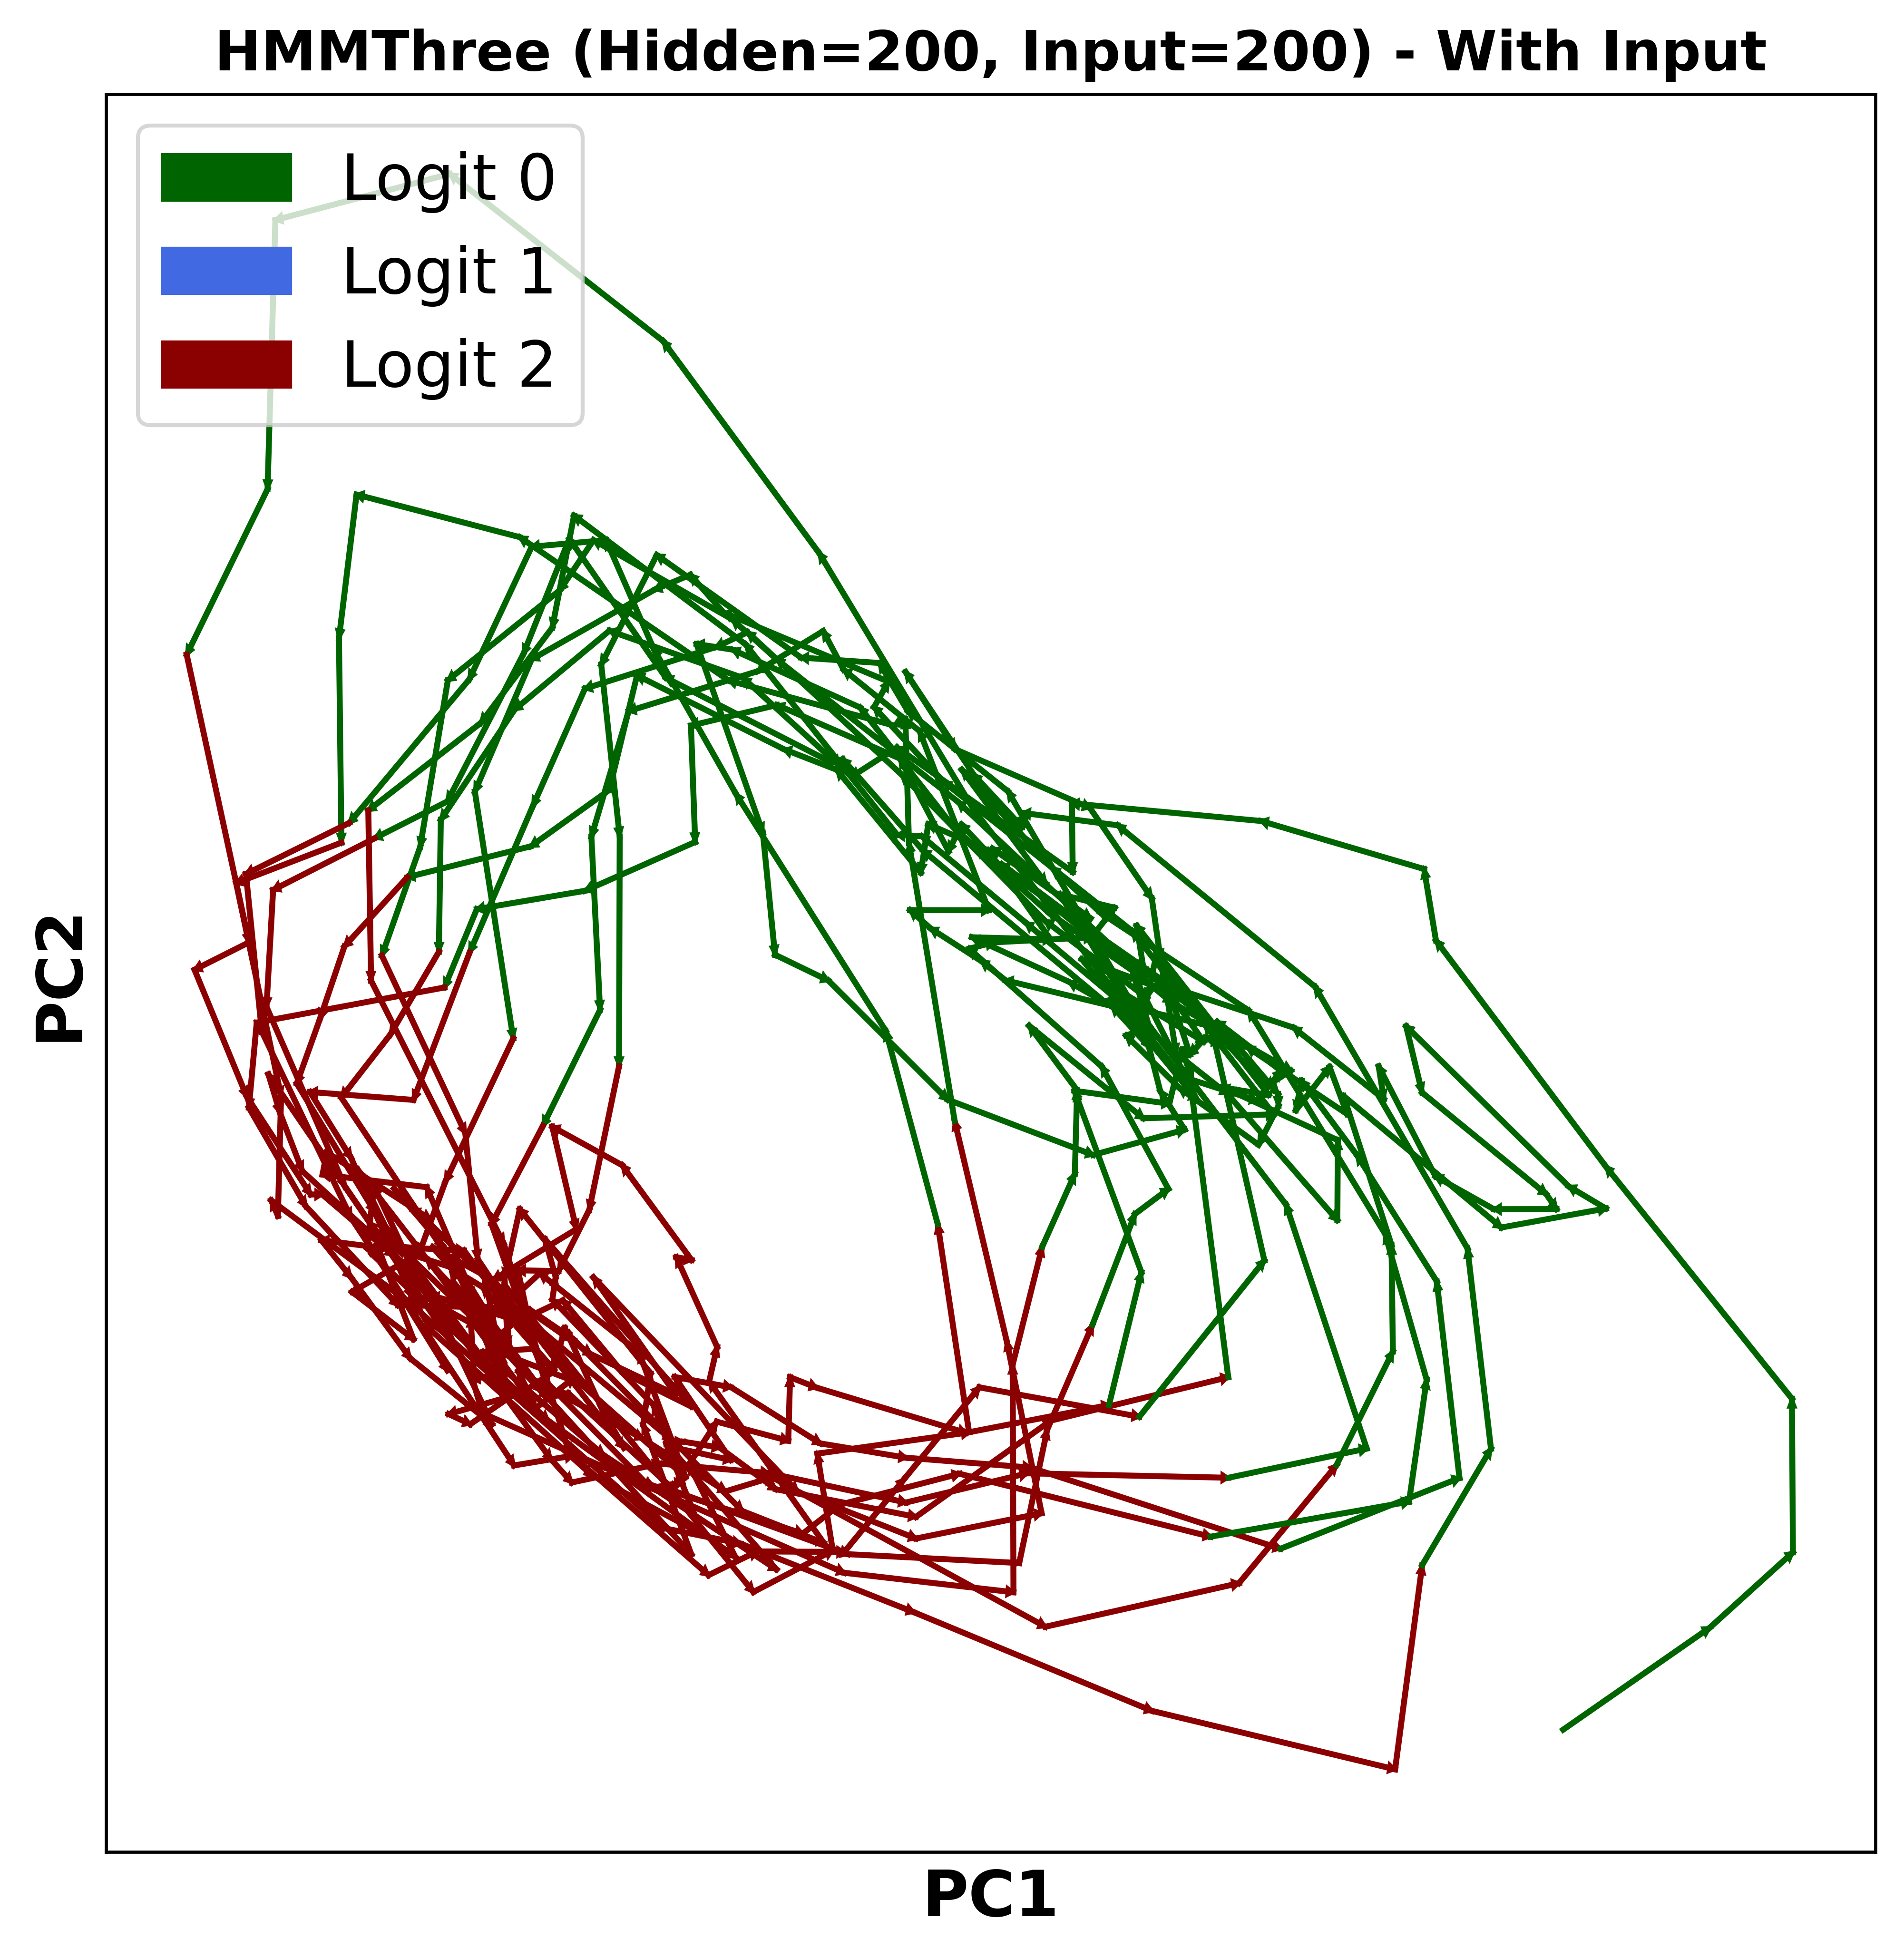 HMMThree (Hidden=200, Input=200) - With Input
Logit 0
Logit 1
Logit 2
PC2
PC1